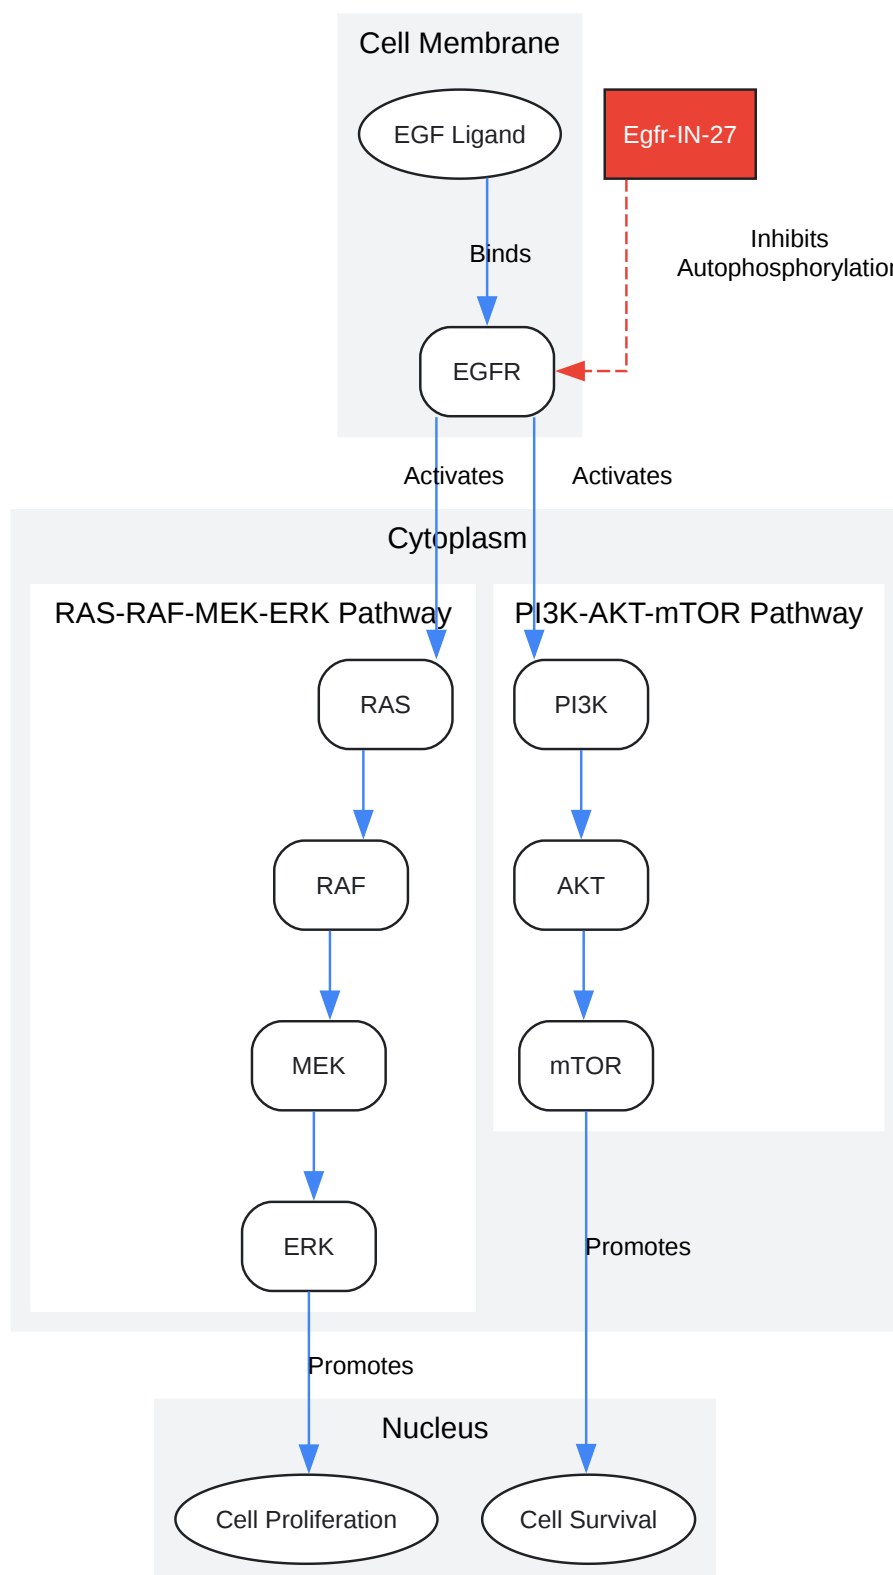 Cell Membrane
EGF Ligand
Egfr-IN-27
Binds
Inhibits
Autophosphorylation
EGFR
Activates
Activates
Cytoplasm
RAS-RAF-MEK-ERK Pathway
PI3K-AKT-mTOR Pathway
RAS
PI3K
RAF
AKT
MEK
mTOR
ERK
Promotes
Promotes
Nucleus
Cell Proliferation
Cell Survival